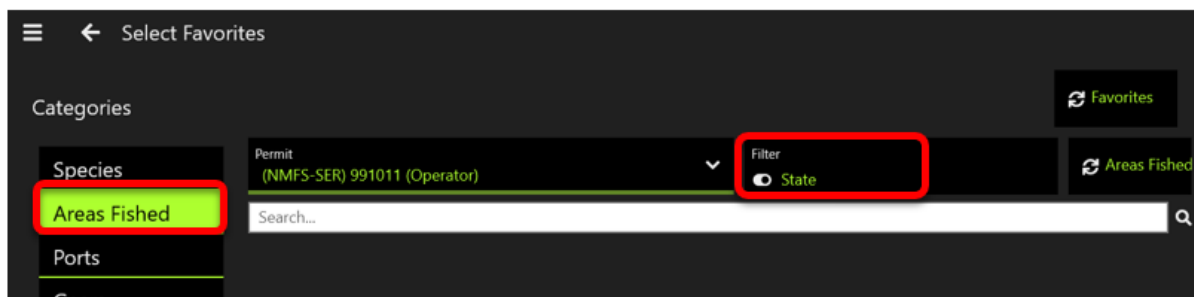 Select Favorites
Categories
Favorites
Species
Permit
(NMFS-SER) 991011 (Operator)
Filter
State
Areas Fished
Areas Fished
Search...
Ports